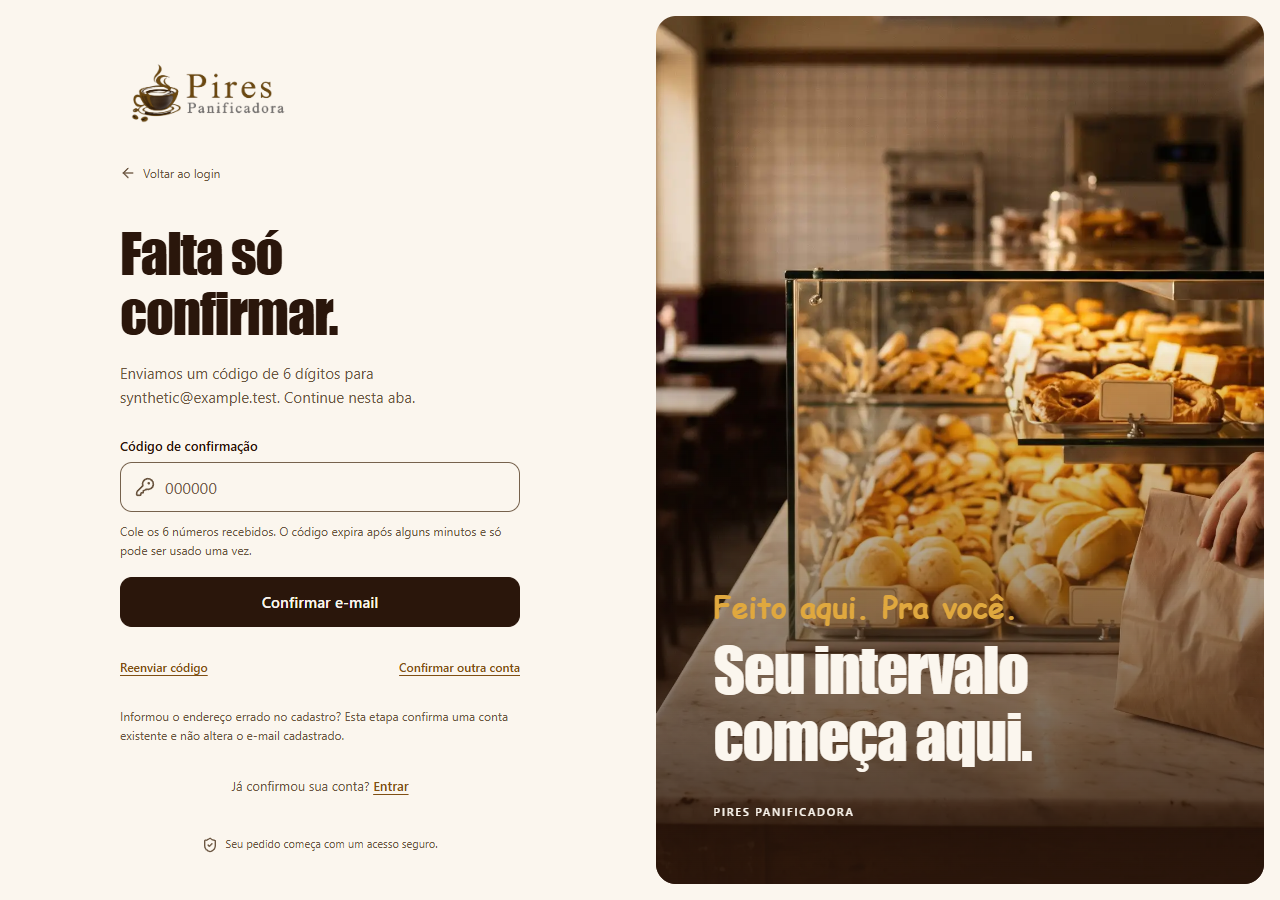 Pires
Panificadora
Voltar ao login
Falta só
confirmar.
Enviamos um código de 6 dígitos para
synthetic@example.test. Continue nesta aba.
Código de confirmação
000000
Cole os 6 números recebidos. O código expira após alguns minutos e só
pode ser usado uma vez.
Confirmar e-mail
Reenviar código
Confirmar outra conta
Informou o endereço errado no cadastro? Esta etapa confirma uma conta
existente e não altera o e-mail cadastrado.
Já confirmou sua conta? Entrar
Seu pedido começa com um acesso seguro.
Feito aqui. Pra você.
Seu intervalo
começa aqui.
PIRES PANIFICADORA